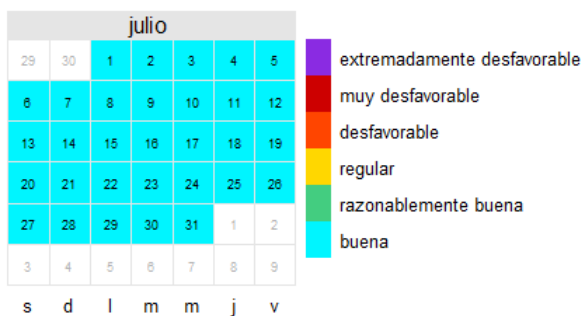 julio
29 30 1 2 3 4 5
6 7 8 9 10 11 12
13 14 15 16 17 18 19
20 21 22 23 24 25 26
27 28 29 30 31 1 2
3 4 5 6 7 8 9
s d l m m j v
extremadamente desfavorable
muy desfavorable
desfavorable
regular
razonablemente buena
buena